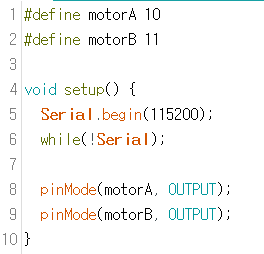 1 #define motorA 10
2 #define motorB 11
3
4 void setup() {
5   Serial.begin(115200);
6   while(!Serial);
7
8   pinMode(motorA, OUTPUT);
9   pinMode(motorB, OUTPUT);
10 }